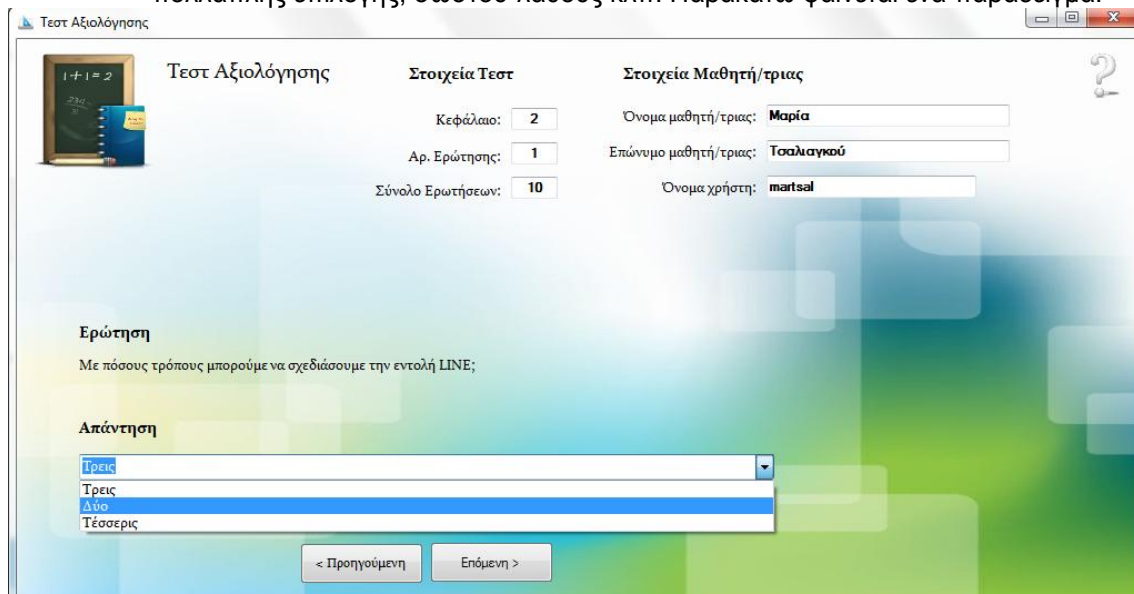 Τεστ Αξιολόγησης
1+1=2
Τεστ Αξιολόγησης
Στοιχεία Τεστ
Στοιχεία Μαθητή/τριας
Κεφάλαιο: 2
Όνομα μαθητή/τριας: Μαρία
Αρ. Ερώτησης: 1
Επώνυμο μαθητή/τριας: Τσαλιαγκού
Σύνολο Ερωτήσεων: 10
Όνομα χρήστη: martsal
Ερώτηση
Με πόσους τρόπους μπορούμε να σχεδιάσουμε την εντολή LINE;
Απάντηση
Τρεις
Τρεις
Δύο
Τέσσερις
< Προηγούμενη
Επόμενη >